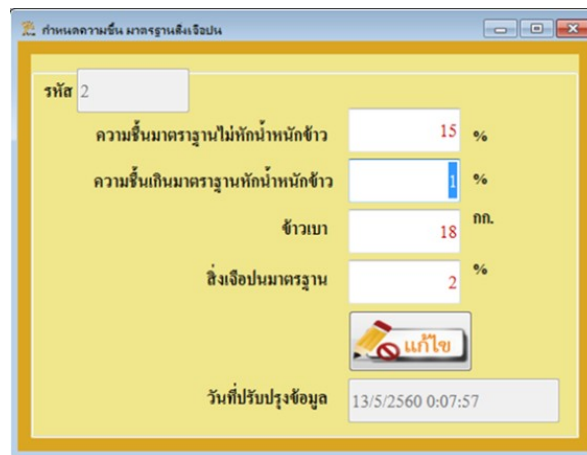 กำหนดความชื้น มาตรฐานสิ่งเจือปน
รหัส 2
ความชื้นมาตราฐานไม่หักน้ำหนักข้าว 15 %
ความชื้นเกินมาตราฐานหักน้ำหนักข้าว 1 %
ข้าวเบา 18 กก.
สิ่งเจือปนมาตรฐาน 2 %
แก้ไข
วันที่ปรับปรุงข้อมูล 13/5/2560 0:07:57